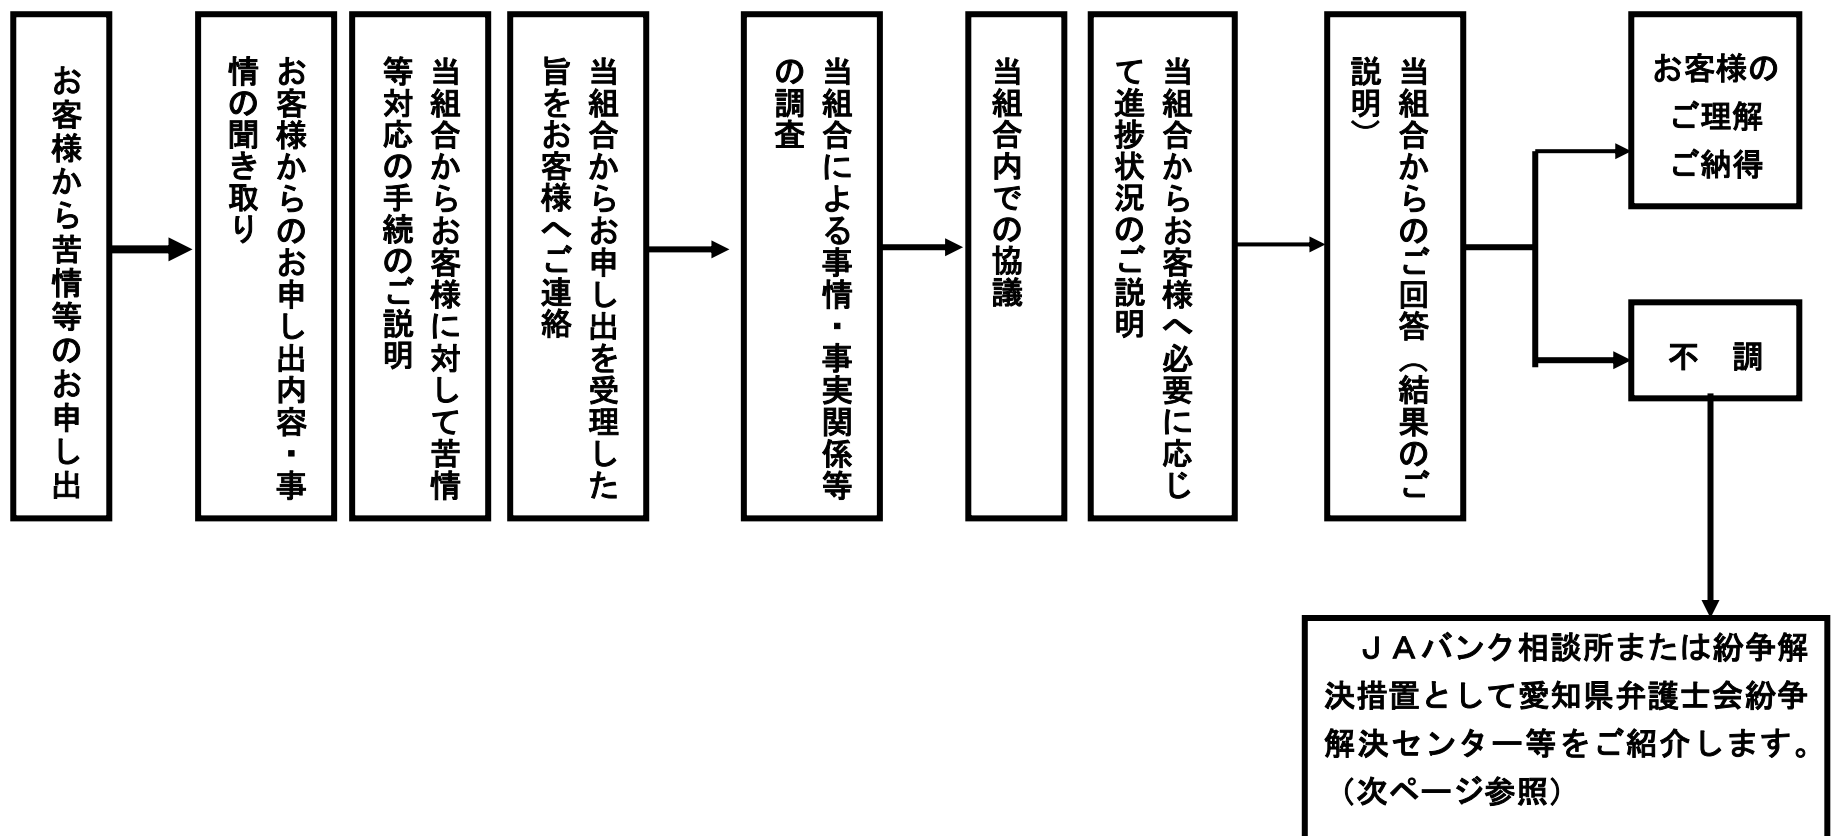 お客様から苦情等のお申し出
お客様からのお申し出内容・事
情の聞き取り
当組合からお客様に対して苦情
等対応の手続のご説明
当組合からお申し出を受理した
旨をお客様へご連絡
当組合による事情・事実関係等
の調査
当組合内での協議
当組合からお客様へ必要に応じ
て進捗状況のご説明
当組合からのご回答（結果のご
説明）
お客様の
ご理解
ご納得
不　調
ＪＡバンク相談所または紛争解
決措置として愛知県弁護士会紛争
解決センター等をご紹介します。
（次ページ参照）